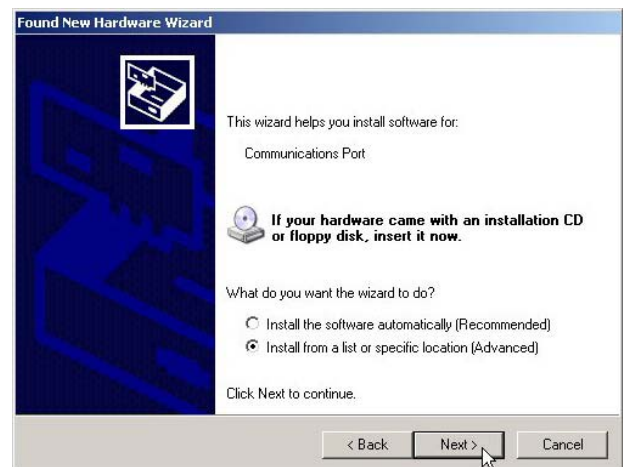 Found New Hardware Wizard
This wizard helps you install software for:
Communications Port
If your hardware came with an installation CD
or floppy disk, insert it now.
What do you want the wizard to do?
Install the software automatically (Recommended)
Install from a list or specific location (Advanced)
Click Next to continue.
< Back Next > Cancel